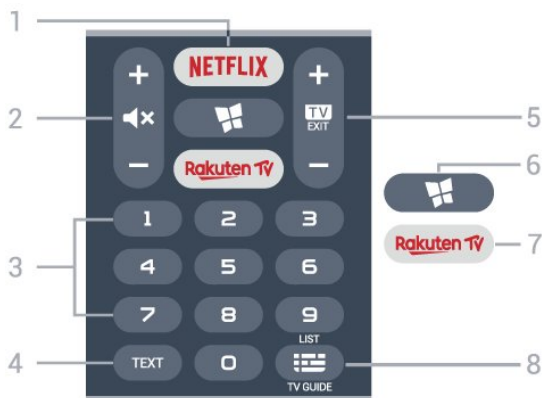 1
NETFLIX
+ +
2
TV
EXIT
5
6
- -
Rakuten TV
1 2 3
Rakuten TV
7
3
4 5 6
7 8 9
LIST
4
TEXT
0
8
TV GUIDE